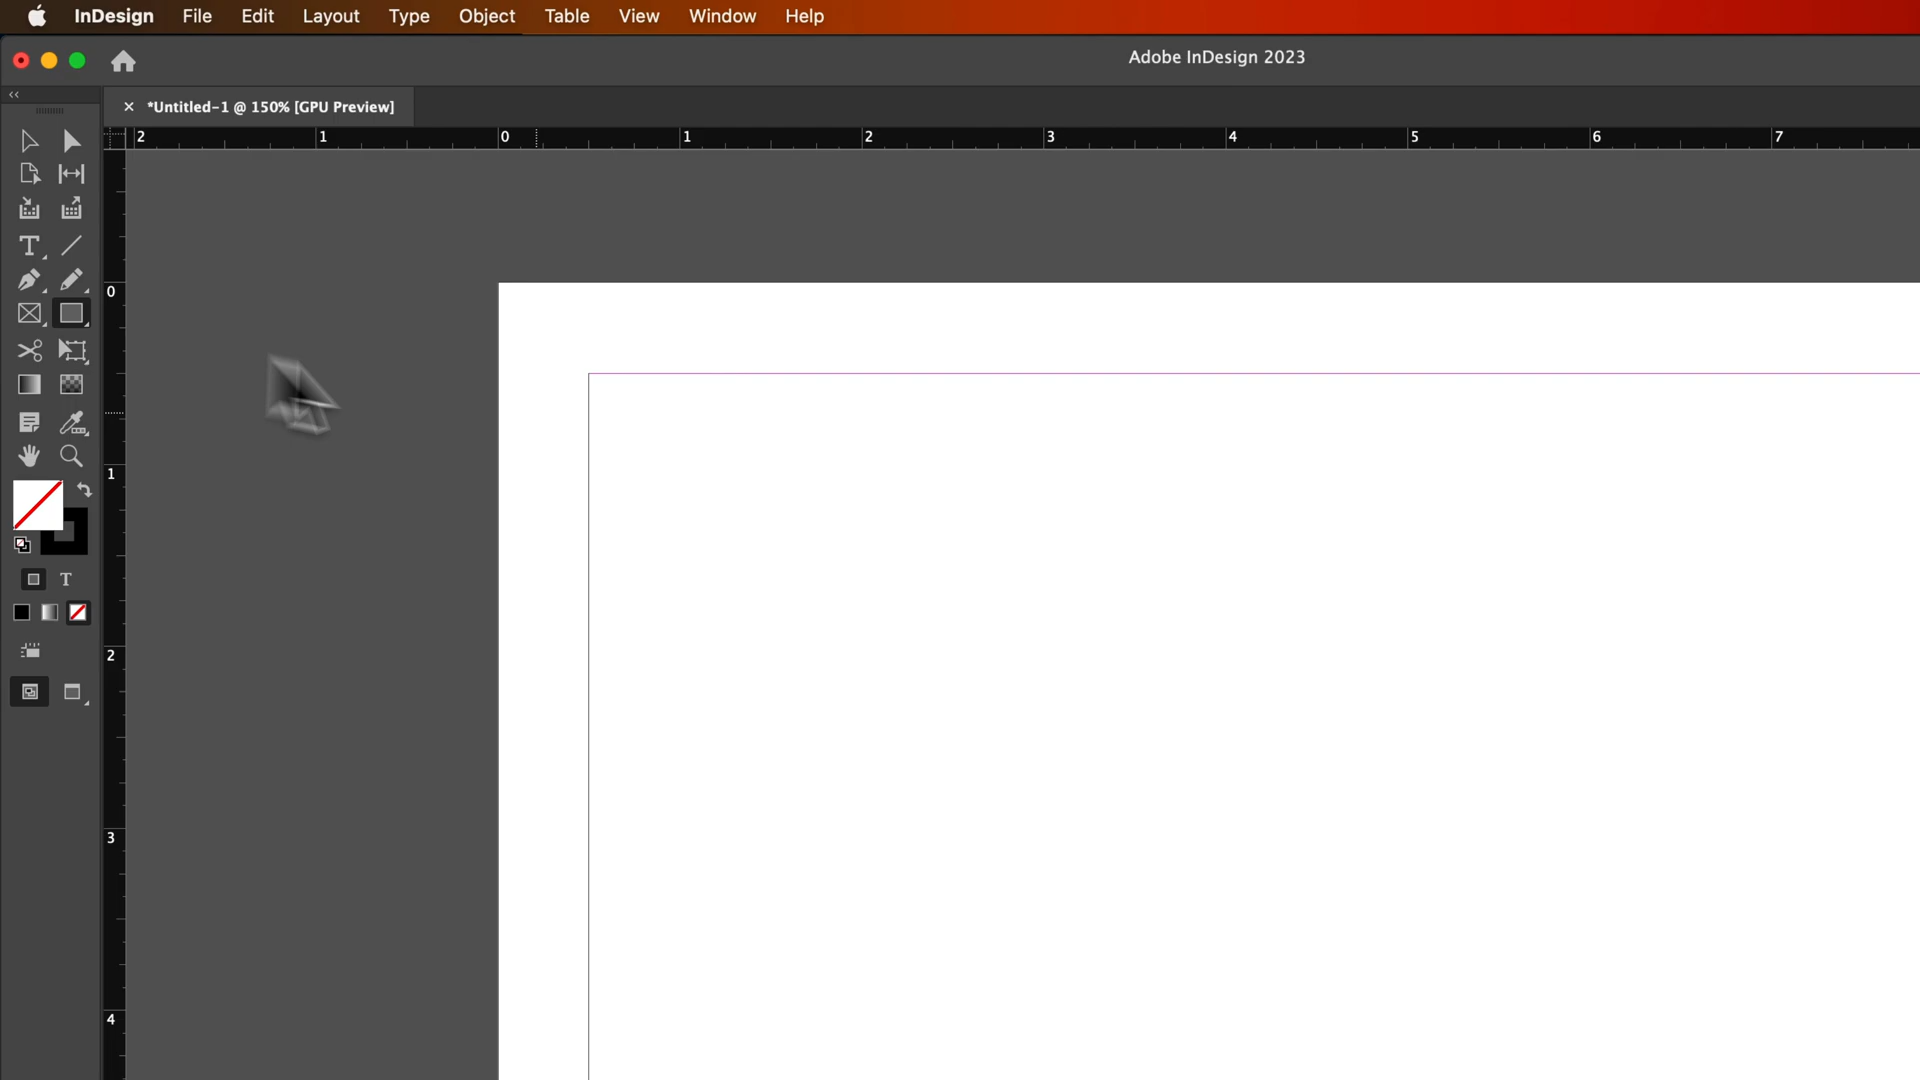 InDesign File Edit Layout Type Object Table View Window Help
Adobe InDesign 2023
*Untitled-1 @ 150% [GPU Preview]
2 1 0 1 2 3 4 5 6 7
0
1
2
3
4